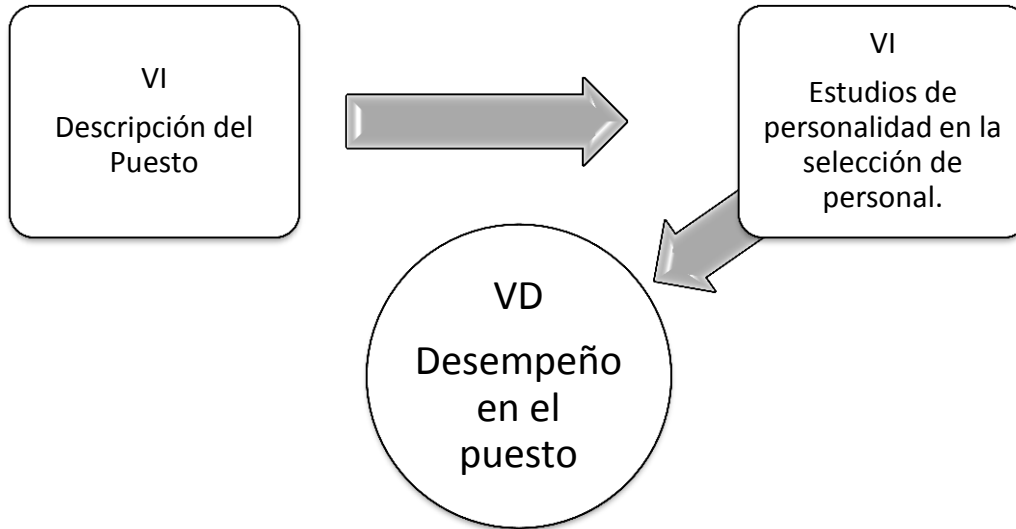 VI
Descripción del
Puesto
VI
Estudios de
personalidad en la
selección de
personal.
VD
Desempeño
en el
puesto